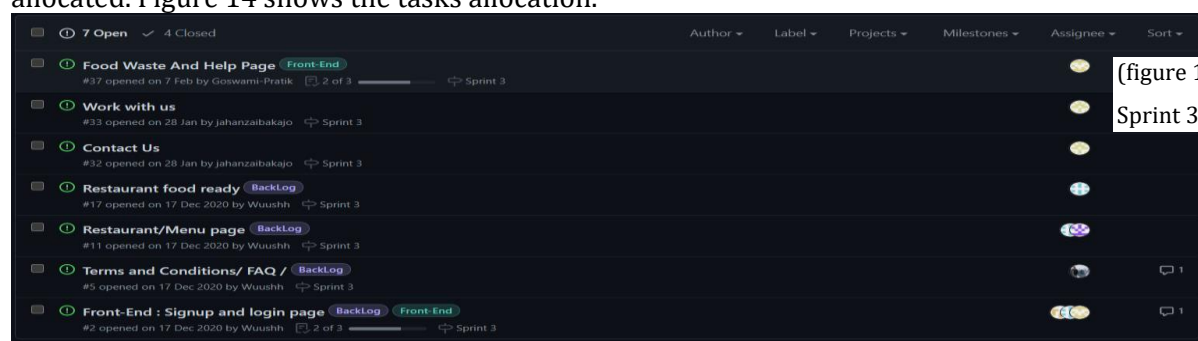 allocated. Figure 14 shows the tasks allocation.
7 Open 4 Closed Author Label Projects Milestones Assignee Sort
Food Waste And Help Page Front-End
#37 opened on 7 Feb by Goswami-Pratik 2 of 3 Sprint 3
(figure 1
Work with us
#33 opened on 28 Jan by jahanzaibakajo Sprint 3
Sprint 3
Contact Us
#32 opened on 28 Jan by jahanzaibakajo Sprint 3
Restaurant food ready BackLog
#17 opened on 17 Dec 2020 by Wuushh Sprint 3
Restaurant/Menu page BackLog
#11 opened on 17 Dec 2020 by Wuushh Sprint 3
Terms and Conditions/ FAQ / BackLog 1
#5 opened on 17 Dec 2020 by Wuushh Sprint 3
Front-End : Signup and login page BackLog Front-End 1
#2 opened on 17 Dec 2020 by Wuushh 2 of 3 Sprint 3